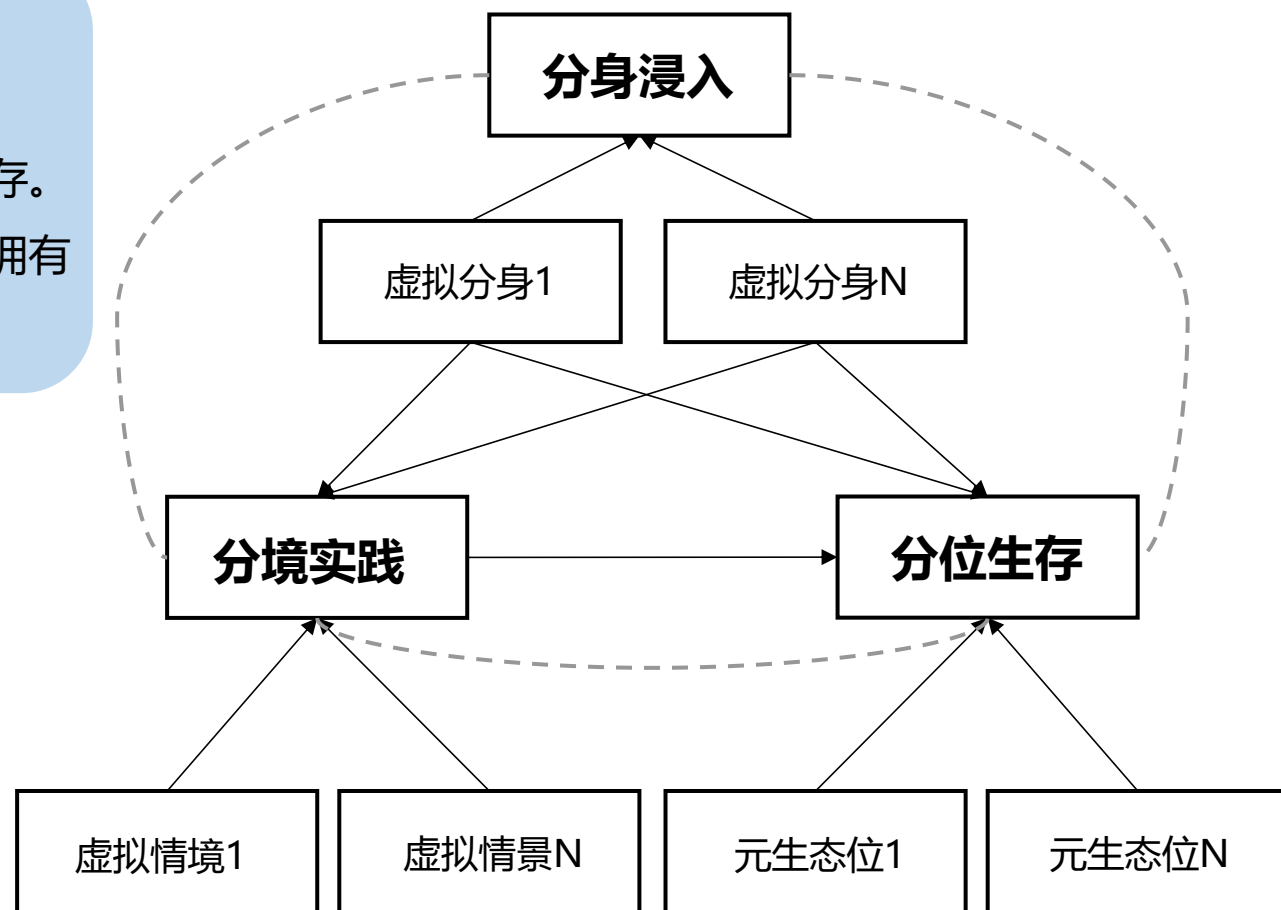 分身浸入
存。
拥有
虚拟分身1
虚拟分身N
分境实践
分位生存
虚拟情境1
虚拟情景N
元生态位1
元生态位N